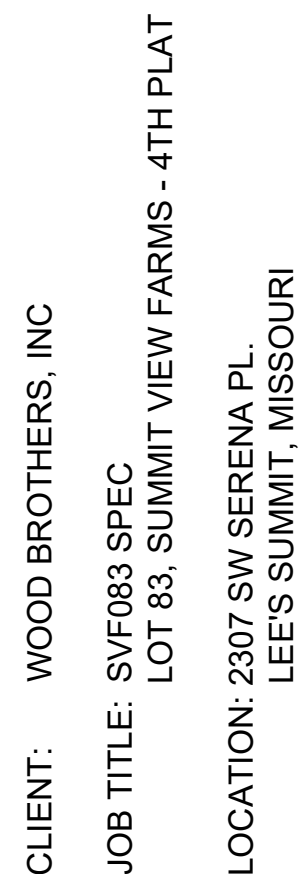 CLIENT: WOOD BROTHERS, INC
JOB TITLE: SVF083 SPEC
LOT 83, SUMMIT VIEW FARMS - 4TH PLAT
LOCATION: 2307 SW SERENA PL.
LEE'S SUMMIT, MISSOURI